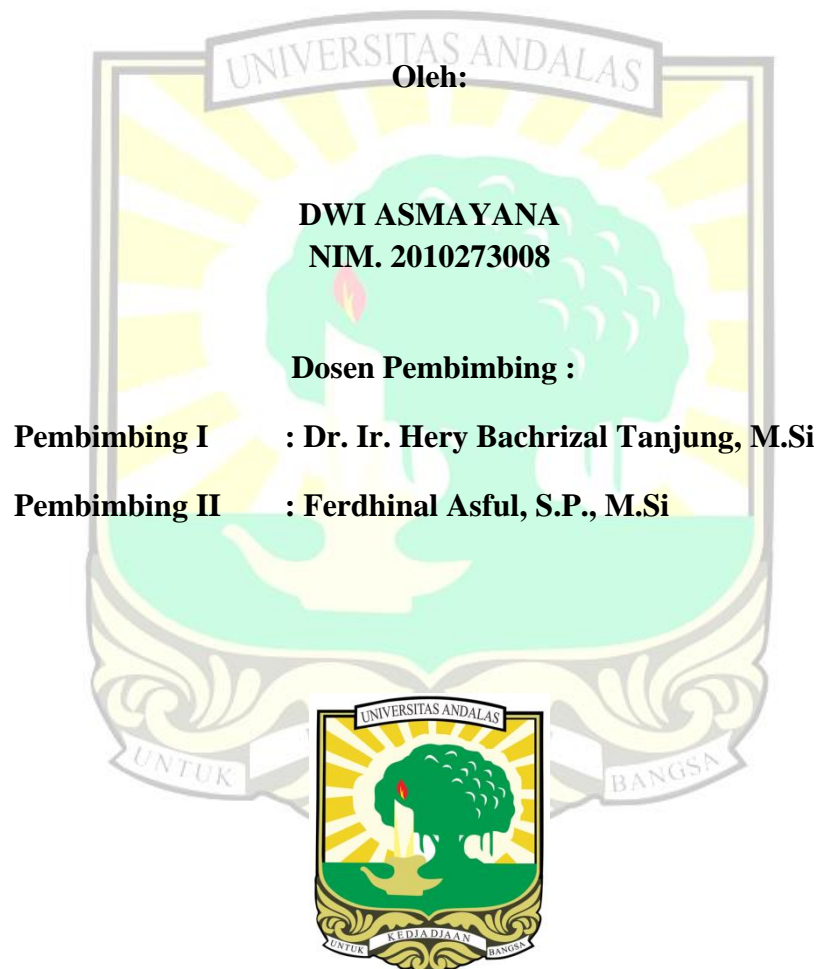 UNIVERSITAS ANDALAS
Oleh:
DWI ASMAYANA
NIM. 2010273008
Dosen Pembimbing :
Pembimbing I : Dr. Ir. Hery Bachrizal Tanjung, M.Si
Pembimbing II : Ferdhinal Asful, S.P., M.Si
UNIVERSITAS ANDALAS
UNTUK BANGSA
UNTUK KEDJADJAAN BANGSA